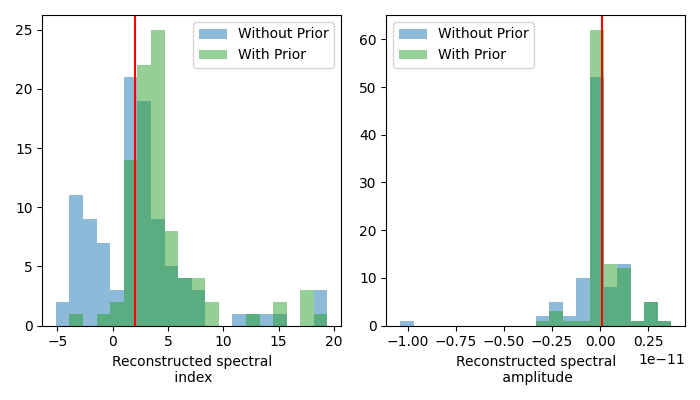 Without Prior
With Prior
25
20
15
10
5
0
−5
0
5
10
15
20
Reconstructed spectral
index
Without Prior
With Prior
60
50
40
30
20
10
0
−1.00
−0.75
−0.50
−0.25
0.00
0.25
1e−11
Reconstructed spectral
amplitude